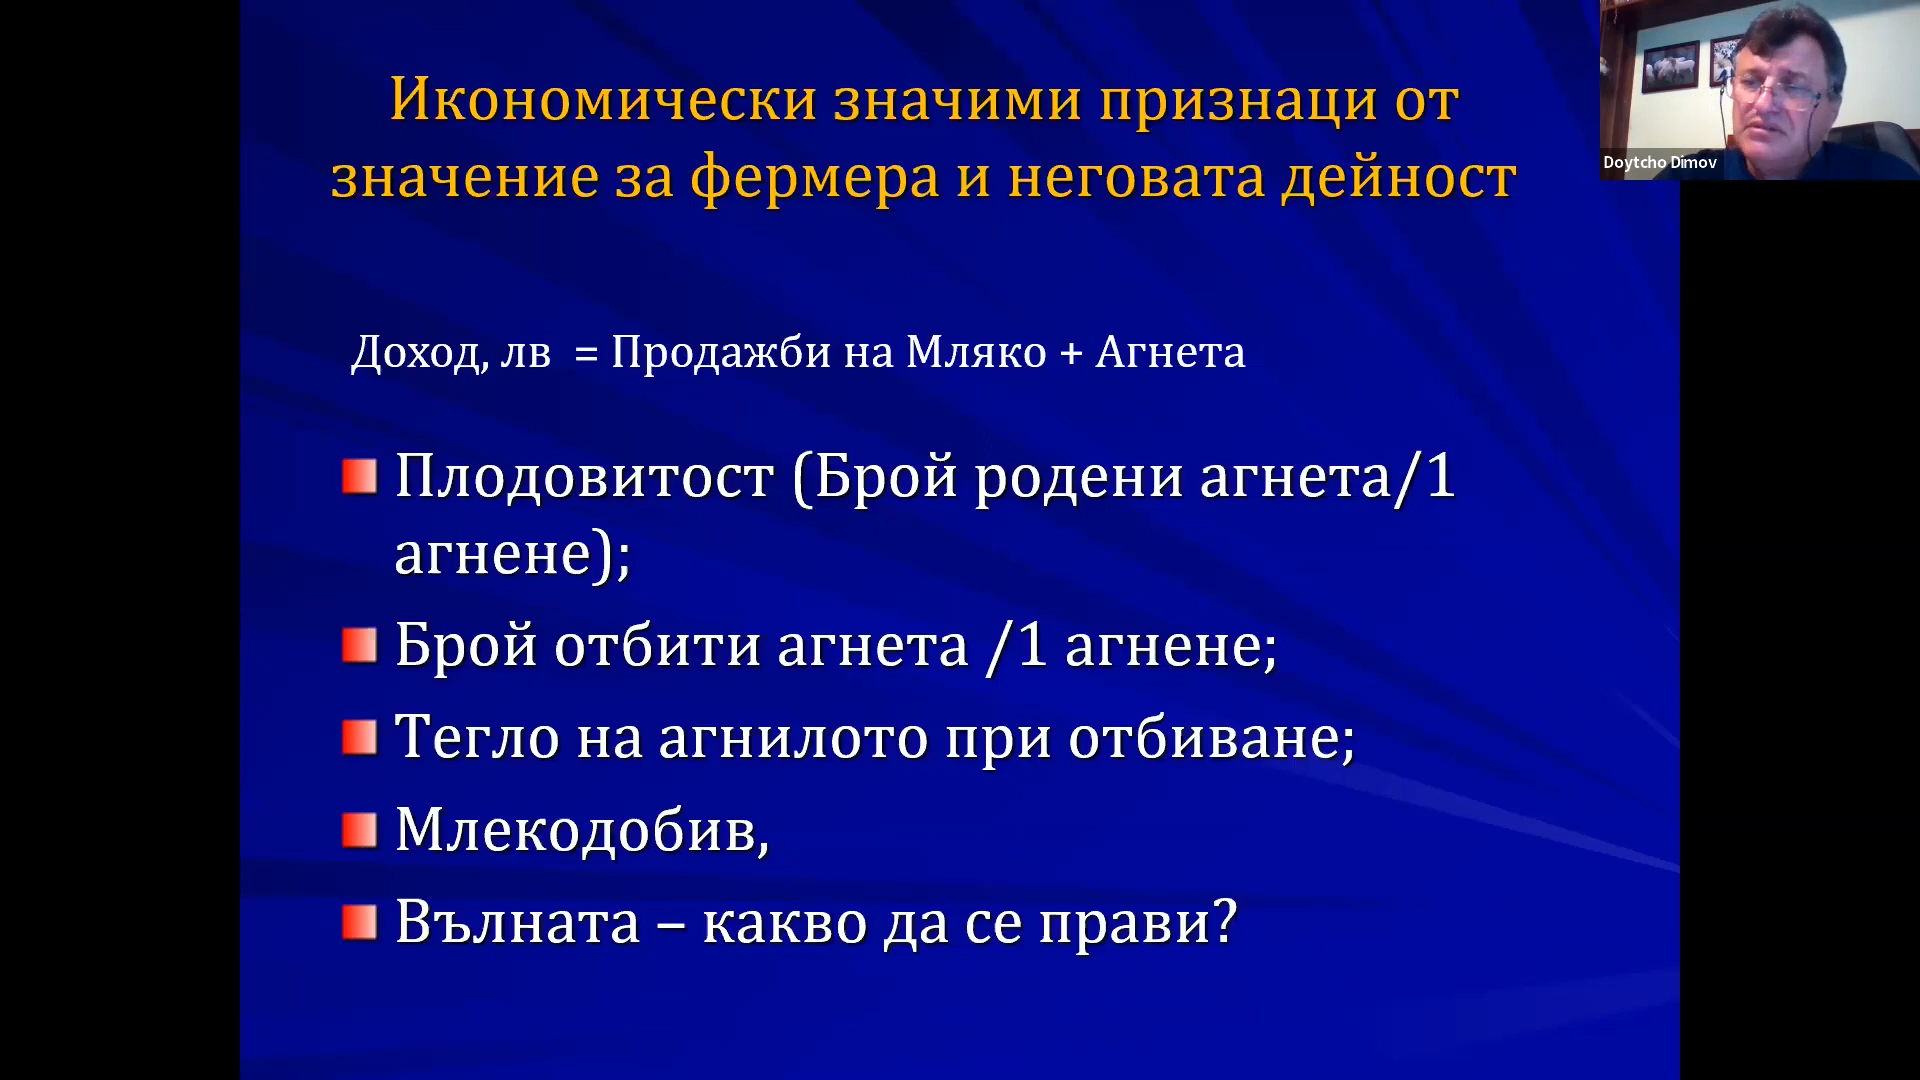 Икономически значими признаци от
значение за фермера и неговата дейност
Doytcho Dimov
Доход, лв = Продажби на Мляко + Агнета
Плодовитост (Брой родени агнета/1
агнене);
Брой отбити агнета /1 агнене;
Тегло на агнилото при отбиване;
Млекодобив,
Вълната – какво да се прави?